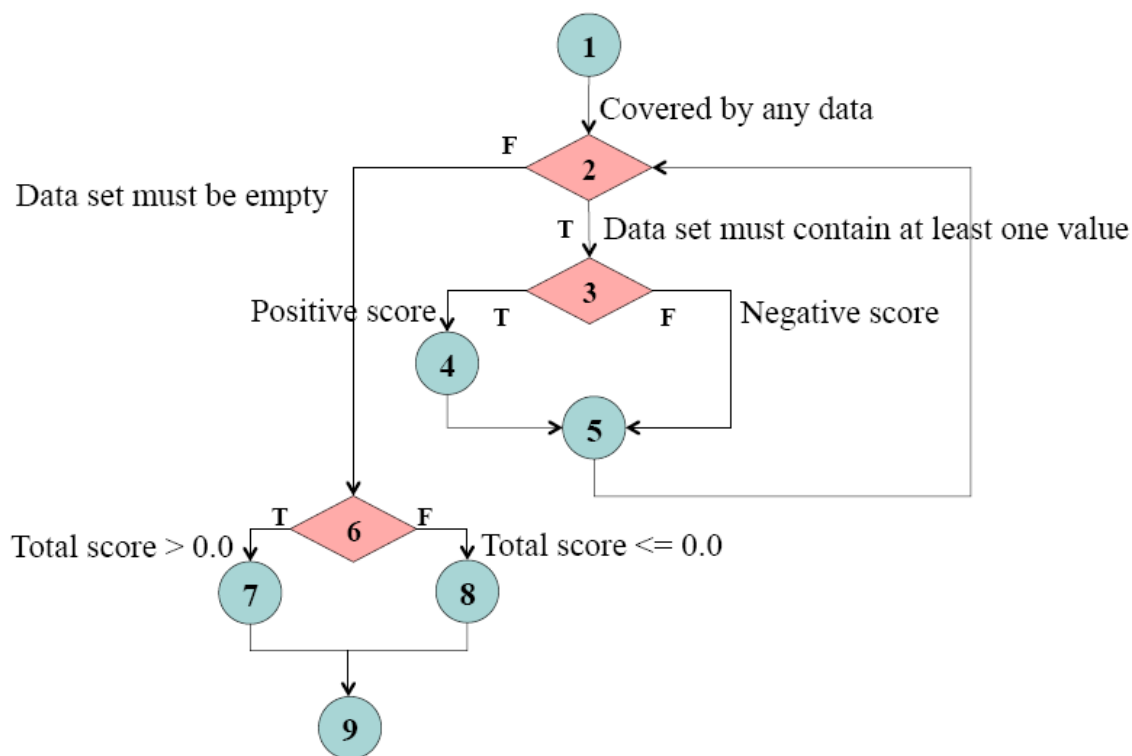 1
Covered by any data
F
2
Data set must be empty
T
Data set must contain at least one value
3
Positive score
T
F
Negative score
4
5
T
6
F
Total score > 0.0
Total score <= 0.0
7
8
9